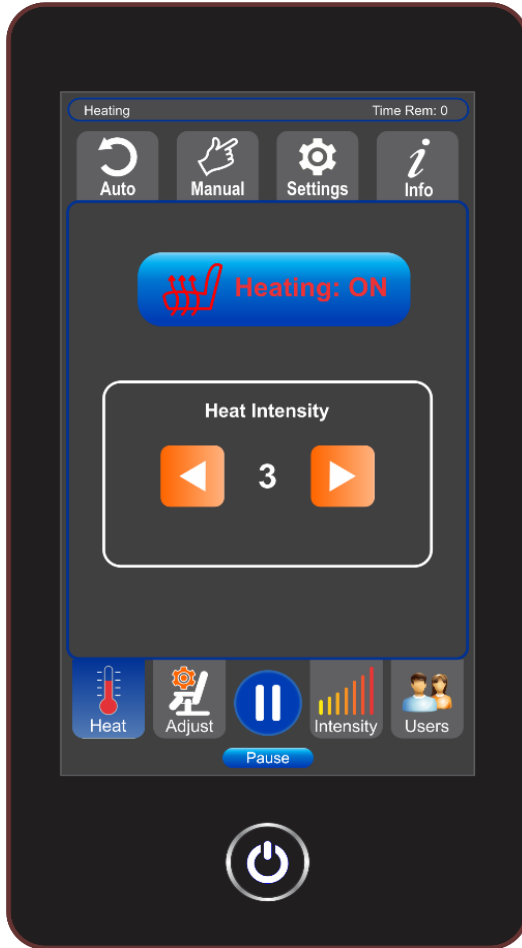 Heating Time Rem: 0
Auto Manual Settings Info
Heating: ON
Heat Intensity
3
Heat Adjust Intensity Users
Pause